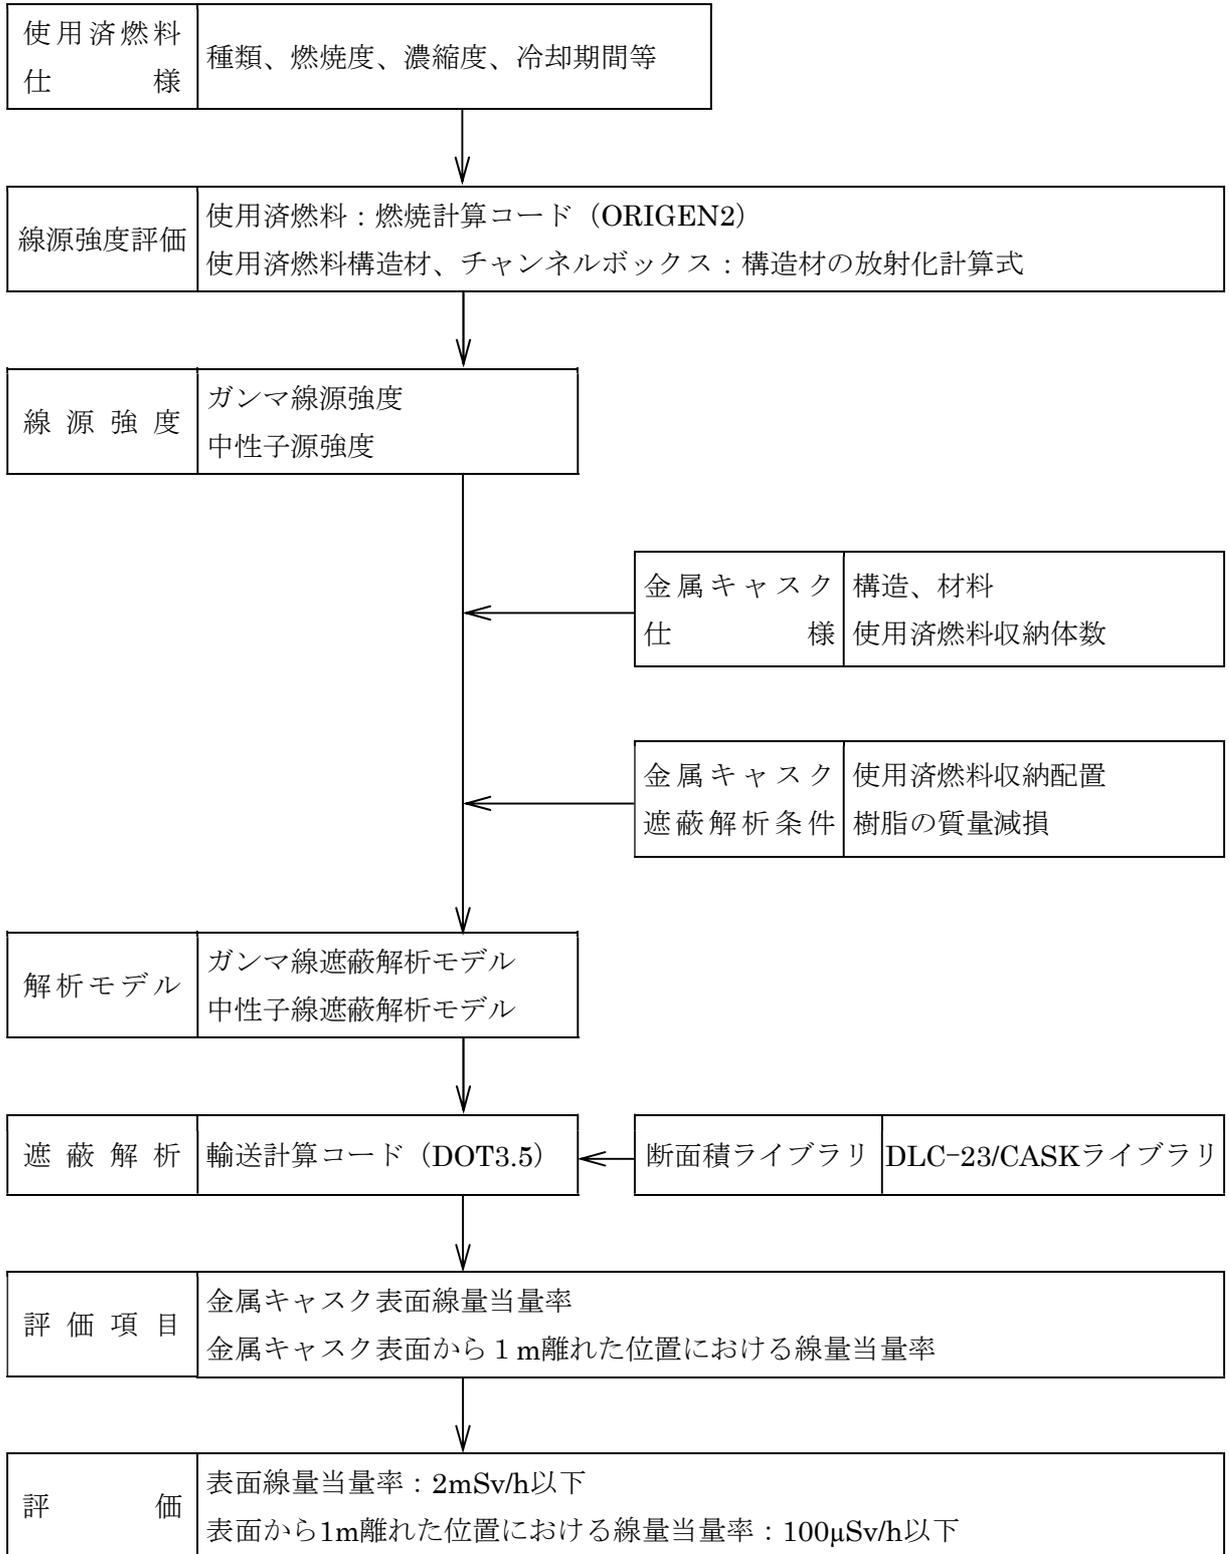 使用済燃料
仕様
種類、燃焼度、濃縮度、冷却期間等
線源強度評価
使用済燃料：燃焼計算コード（ORIGEN2）
使用済燃料構造材、チャンネルボックス：構造材の放射化計算式
線源強度
ガンマ線源強度
中性子源強度
金属キャスク
仕様
構造、材料
使用済燃料収納体数
金属キャスク
遮蔽解析条件
使用済燃料収納配置
樹脂の質量減損
解析モデル
ガンマ線遮蔽解析モデル
中性子線遮蔽解析モデル
遮蔽解析
輸送計算コード（DOT3.5）
断面積ライブラリ
DLC-23/CASKライブラリ
評価項目
金属キャスク表面線量当量率
金属キャスク表面から１m離れた位置における線量当量率
評価
表面線量当量率：2mSv/h以下
表面から1m離れた位置における線量当量率：100μSv/h以下